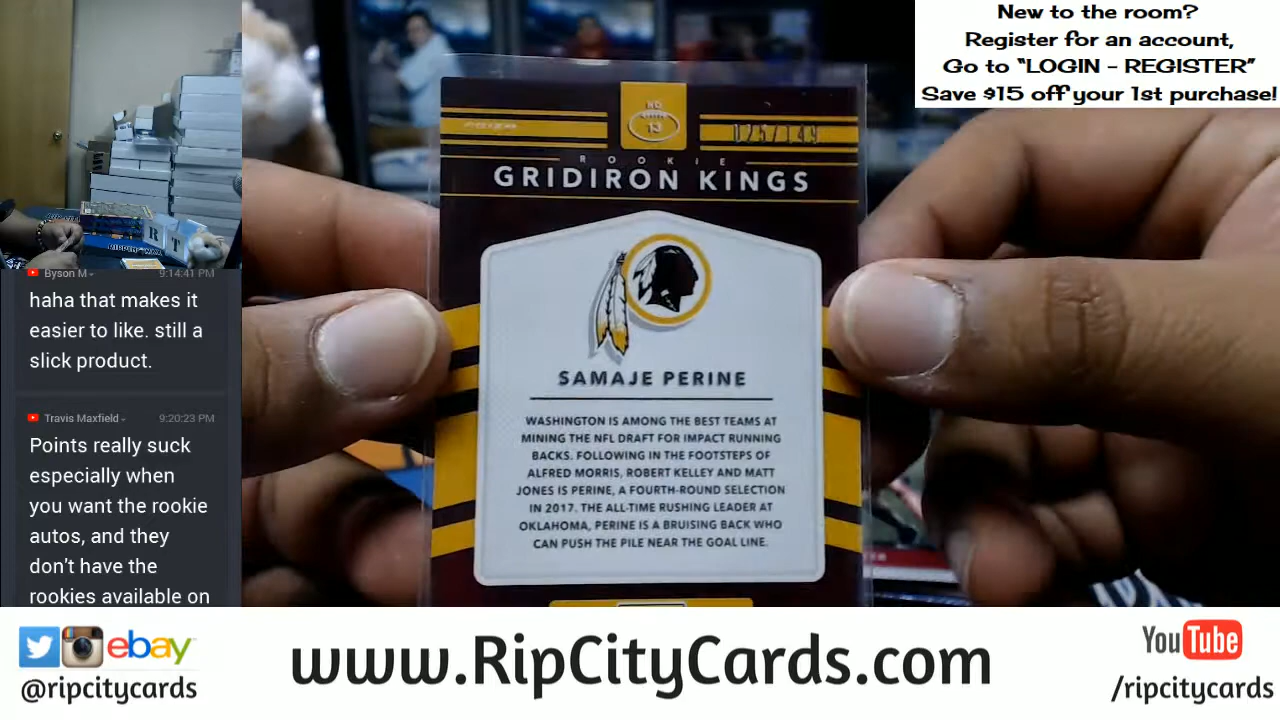 New to the room?
Register for an account,
Go to “LOGIN - REGISTER”
Save $15 off your 1st purchase!
NO
13
025/149
ROOKIE
GRIDIRON KINGS
SAMAJE PERINE
WASHINGTON IS AMONG THE BEST TEAMS AT
MINING THE NFL DRAFT FOR IMPACT RUNNING
BACKS. FOLLOWING IN THE FOOTSTEPS OF
ALFRED MORRIS, ROBERT KELLEY AND MATT
JONES IS PERINE, A FOURTH-ROUND SELECTION
IN 2017. THE ALL-TIME RUSHING LEADER AT
OKLAHOMA, PERINE IS A BRUISING BACK WHO
CAN PUSH THE PILE NEAR THE GOAL LINE.
R T
Byson M 9:14:41 PM
haha that makes it
easier to like. still a
slick product.
Travis Maxfield 9:20:23 PM
Points really suck
especially when
you want the rookie
autos, and they
don't have the
rookies available on
ebay
@ripcitycards
www.RipCityCards.com
YouTube
/ripcitycards